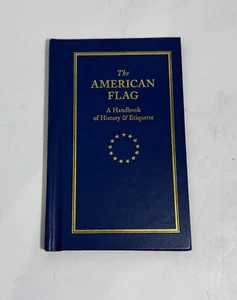 The
AMERICAN
FLAG
A Handbook
of History & Etiquette